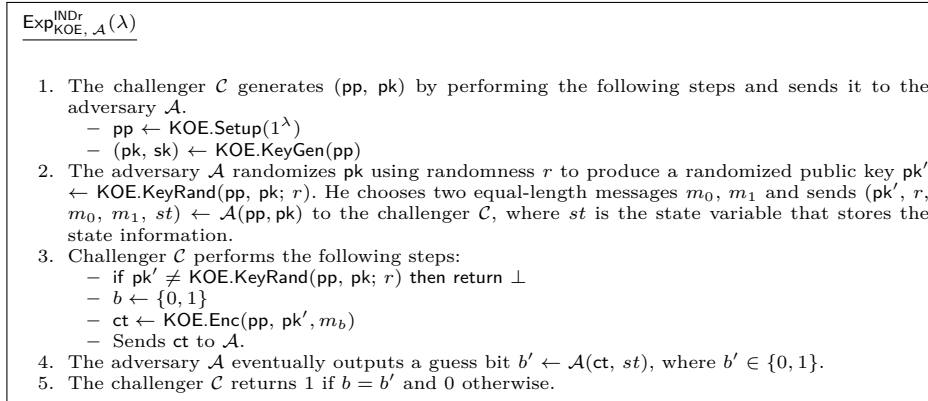 Exp^{INDr}_{KOE, 𝒜}(λ)
1. The challenger 𝒞 generates (pp, pk) by performing the following steps and sends it to the
adversary 𝒜.
– pp ← KOE.Setup(1^λ)
– (pk, sk) ← KOE.KeyGen(pp)
2. The adversary 𝒜 randomizes pk using randomness r to produce a randomized public key pk′
← KOE.KeyRand(pp, pk; r). He chooses two equal-length messages m₀, m₁ and sends (pk′, r,
m₀, m₁, st) ← 𝒜(pp, pk) to the challenger 𝒞, where st is the state variable that stores the
state information.
3. Challenger 𝒞 performs the following steps:
– if pk′ ≠ KOE.KeyRand(pp, pk; r) then return ⊥
– b ← {0, 1}
– ct ← KOE.Enc(pp, pk′, m_b)
– Sends ct to 𝒜.
4. The adversary 𝒜 eventually outputs a guess bit b′ ← 𝒜(ct, st), where b′ ∈ {0, 1}.
5. The challenger 𝒞 returns 1 if b = b′ and 0 otherwise.